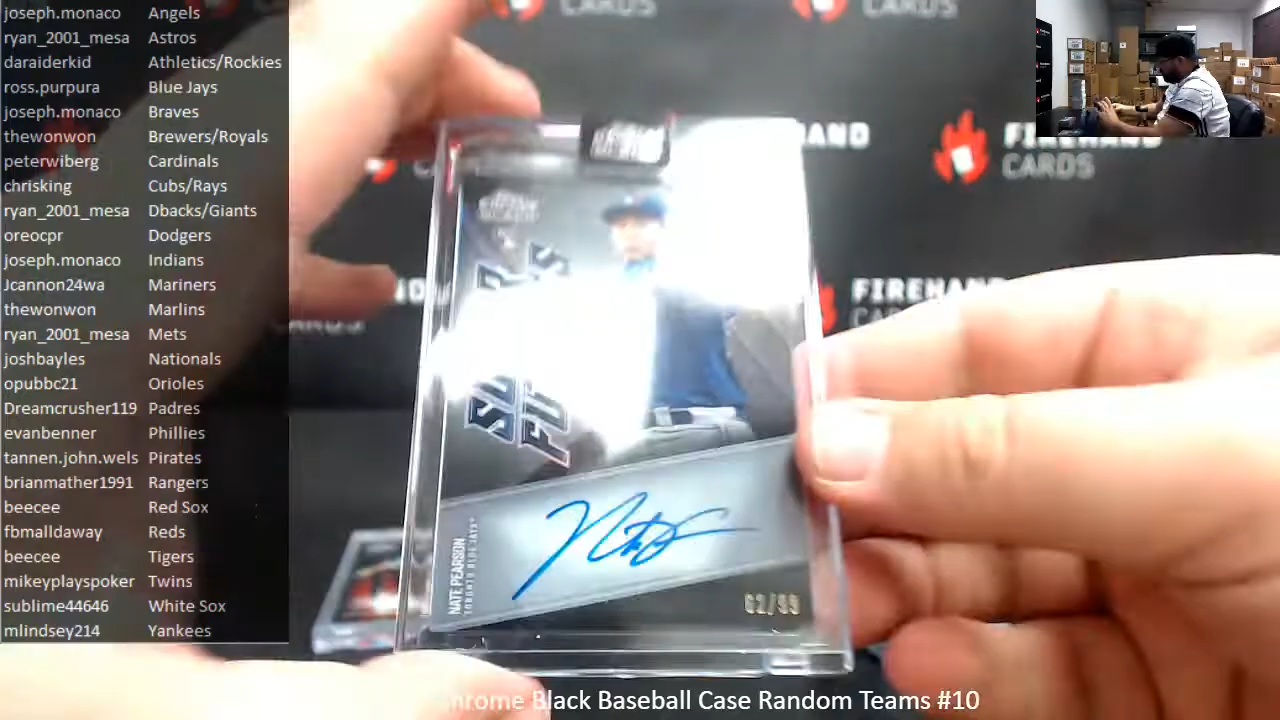 joseph.monaco Angels
ryan_2001_mesa Astros
daraiderkid Athletics/Rockies
ross.purpura Blue Jays
joseph.monaco Braves
thewonwon Brewers/Royals
peterwiberg Cardinals
chrisking Cubs/Rays
ryan_2001_mesa Dbacks/Giants
oreocpr Dodgers
joseph.monaco Indians
Jcannon24wa Mariners
thewonwon Marlins
ryan_2001_mesa Mets
joshbayles Nationals
opubbc21 Orioles
Dreamcrusher119 Padres
evanbenner Phillies
tannen.john.wels Pirates
brianmather1991 Rangers
beecee Red Sox
fbmalldaway Reds
beecee Tigers
mikeyplayspoker Twins
sublime44646 White Sox
mlindsey214 Yankees
CARDS
CARDS
FIREHAND
CARDS
FIREHAND
NATE PEARSON
TORONTO BLUE JAYS
Black Baseball Case Random Teams #10